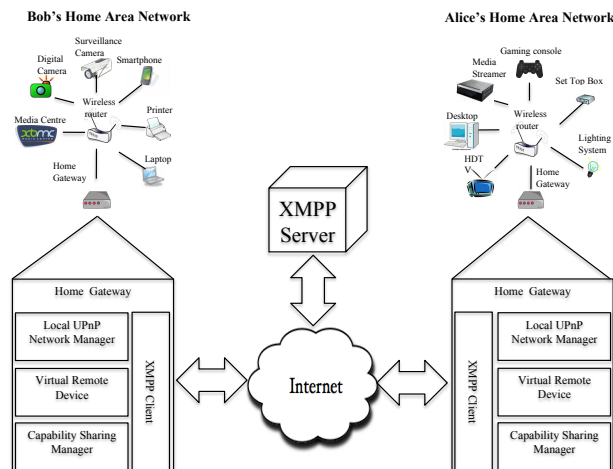 Bob's Home Area Network
Surveillance
Camera
Digital
Camera
Smartphone
Wireless
router
Printer
Media Centre
xbmc
Home
Gateway
Laptop
Alice's Home Area Network
Gaming console
Media
Streamer
Set Top Box
Wireless
router
Desktop
Lighting
System
HDT
V
Home
Gateway
XMPP
Server
Home Gateway
Local UPnP
Network Manager
Virtual Remote
Device
Capability Sharing
Manager
XMPP Client
Internet
Home Gateway
XMPP Client
Local UPnP
Network Manager
Virtual Remote
Device
Capability Sharing
Manager